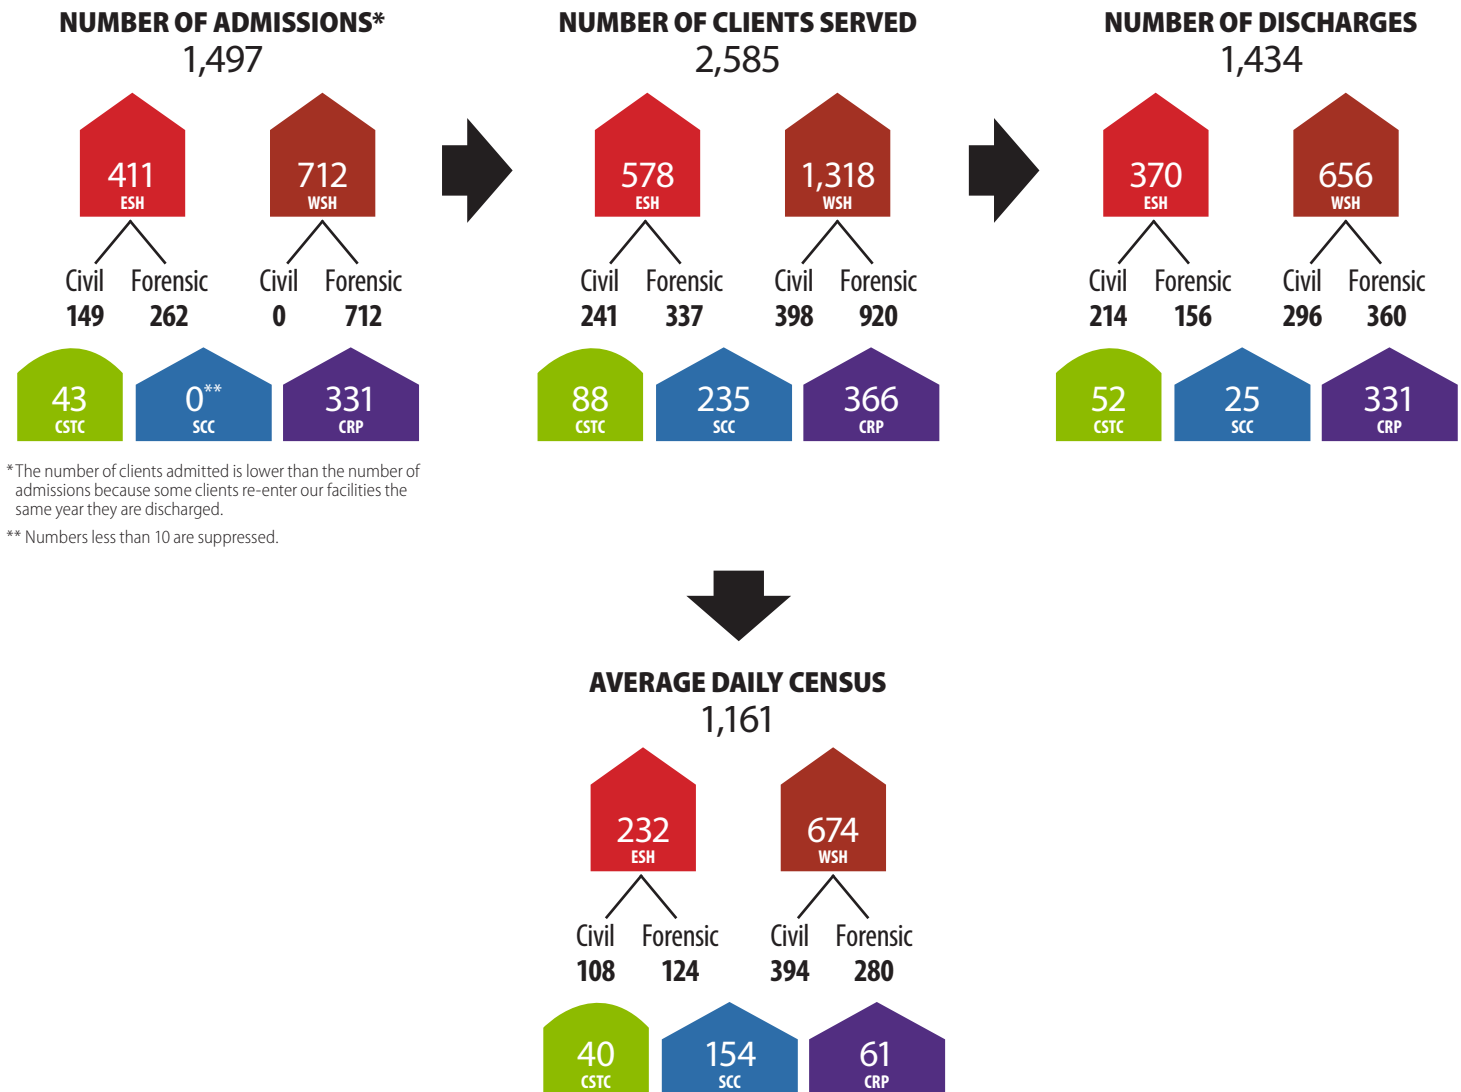 NUMBER OF ADMISSIONS*
1,497
411
ESH
712
WSH
Civil Forensic
149 262
Civil Forensic
0 712
43
CSTC
0**
SCC
331
CRP
*The number of clients admitted is lower than the number of
admissions because some clients re-enter our facilities the
same year they are discharged.
** Numbers less than 10 are suppressed.
NUMBER OF CLIENTS SERVED
2,585
578
ESH
1,318
WSH
Civil Forensic
241 337
Civil Forensic
398 920
88
CSTC
235
SCC
366
CRP
NUMBER OF DISCHARGES
1,434
370
ESH
656
WSH
Civil Forensic
214 156
Civil Forensic
296 360
52
CSTC
25
SCC
331
CRP
AVERAGE DAILY CENSUS
1,161
232
ESH
674
WSH
Civil Forensic
108 124
Civil Forensic
394 280
40
CSTC
154
SCC
61
CRP